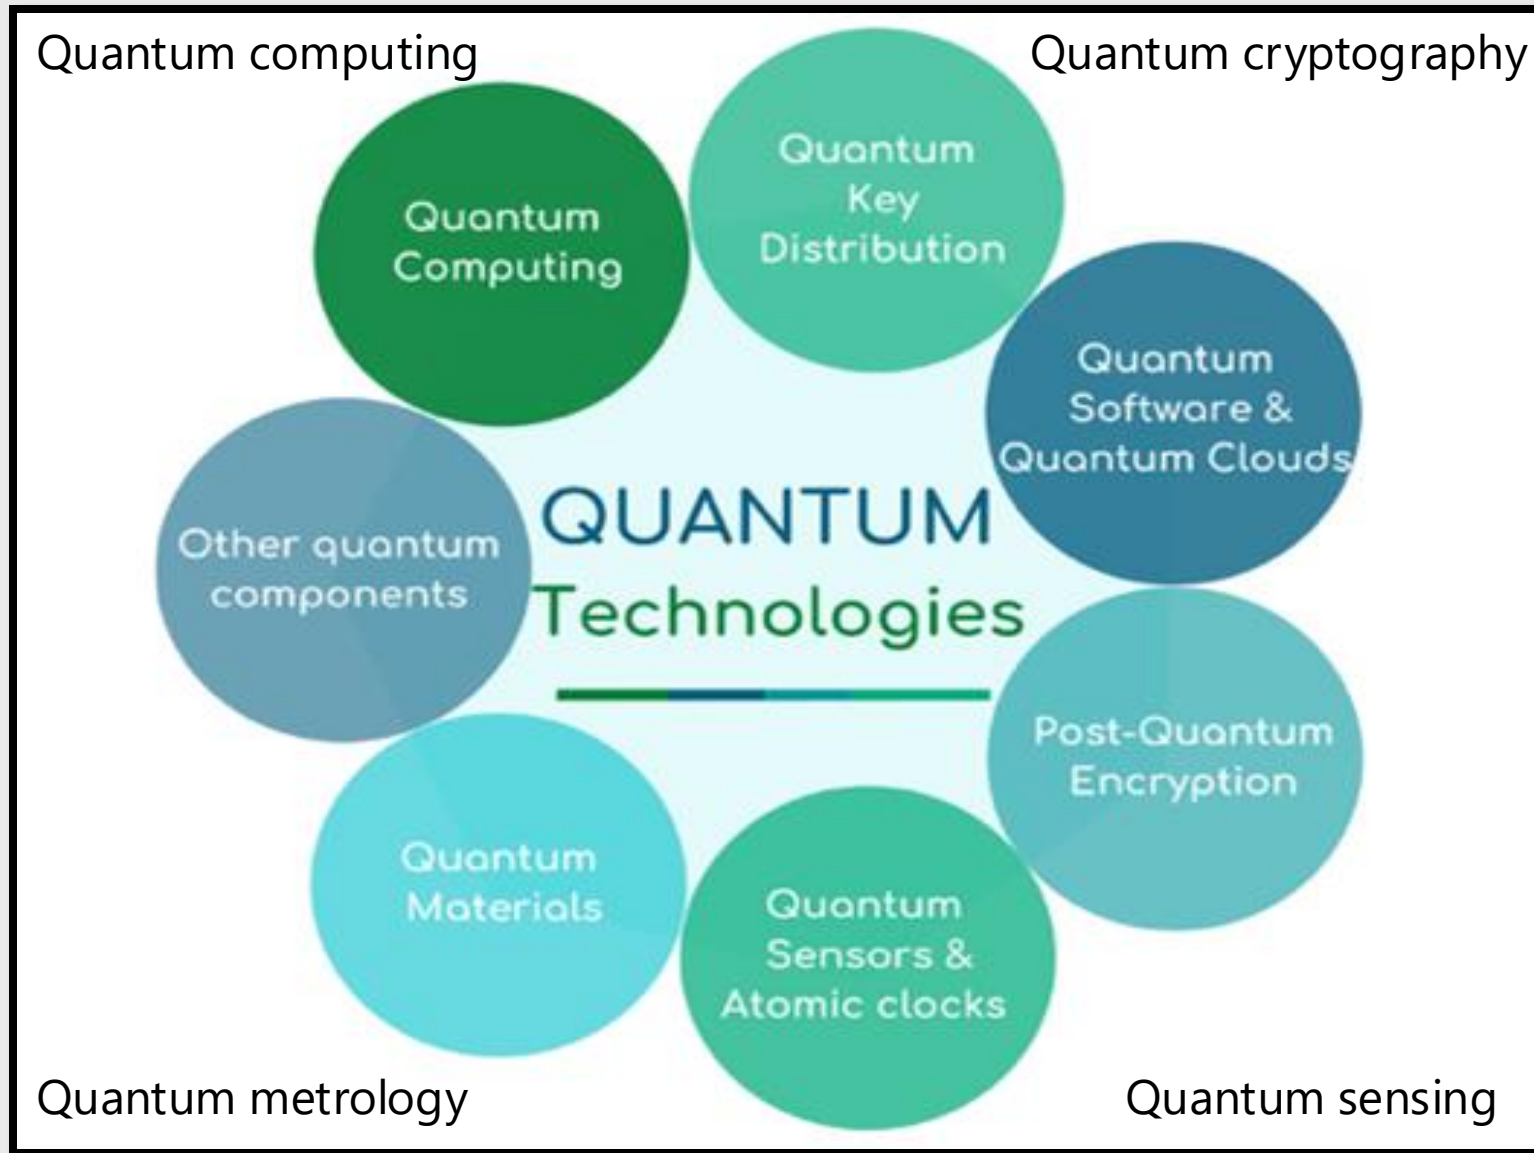 Quantum computing
Quantum cryptography
Quantum
Key
Distribution
Quantum
Computing
Quantum
Software &
Quantum Clouds
Other quantum
components
QUANTUM
Technologies
Post-Quantum
Encryption
Quantum
Materials
Quantum
Sensors &
Atomic clocks
Quantum metrology
Quantum sensing